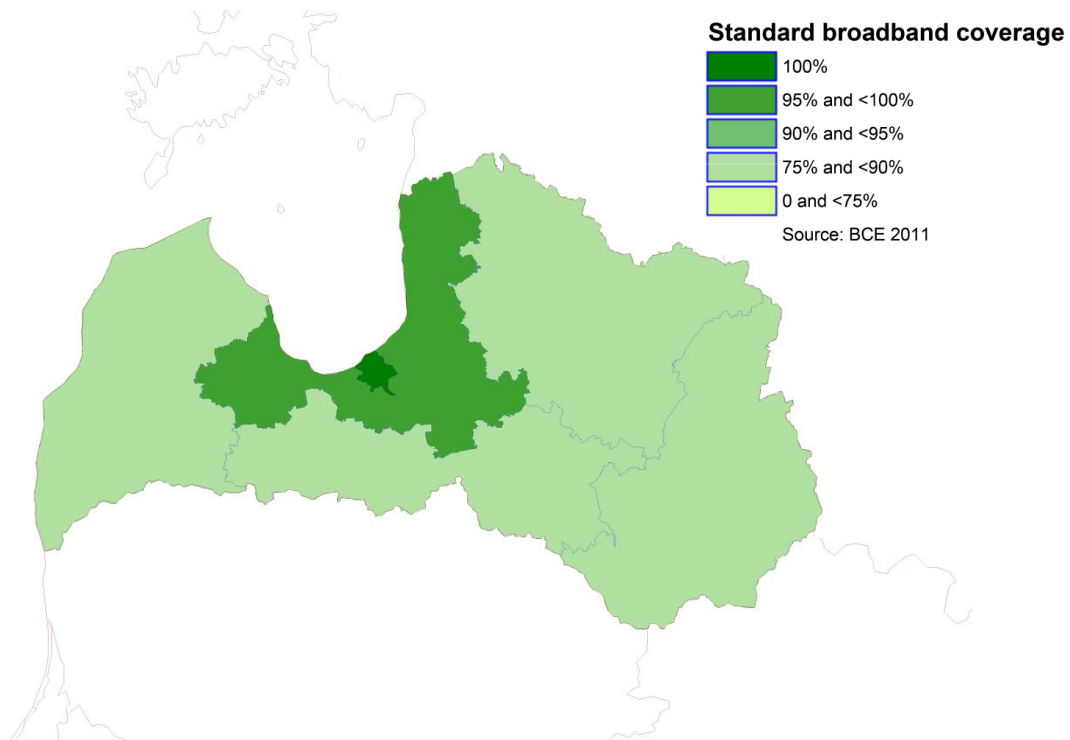 Standard broadband coverage
100%
95% and <100%
90% and <95%
75% and <90%
0 and <75%
Source: BCE 2011